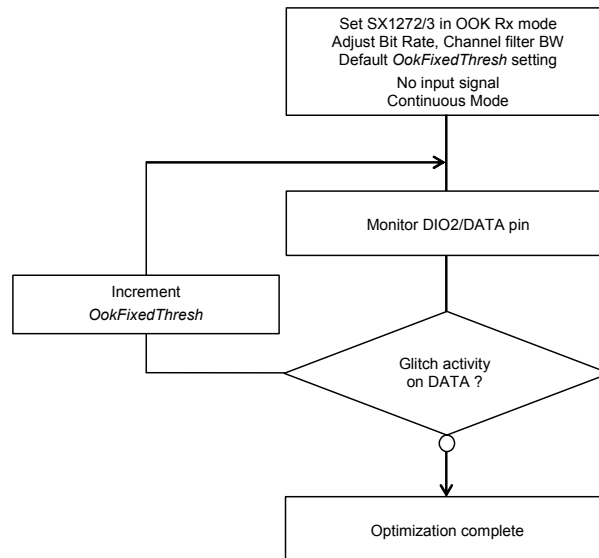 Set SX1272/3 in OOK Rx mode
Adjust Bit Rate, Channel filter BW
Default OokFixedThresh setting
No input signal
Continuous Mode
Monitor DIO2/DATA pin
Increment
OokFixedThresh
Glitch activity
on DATA ?
Optimization complete